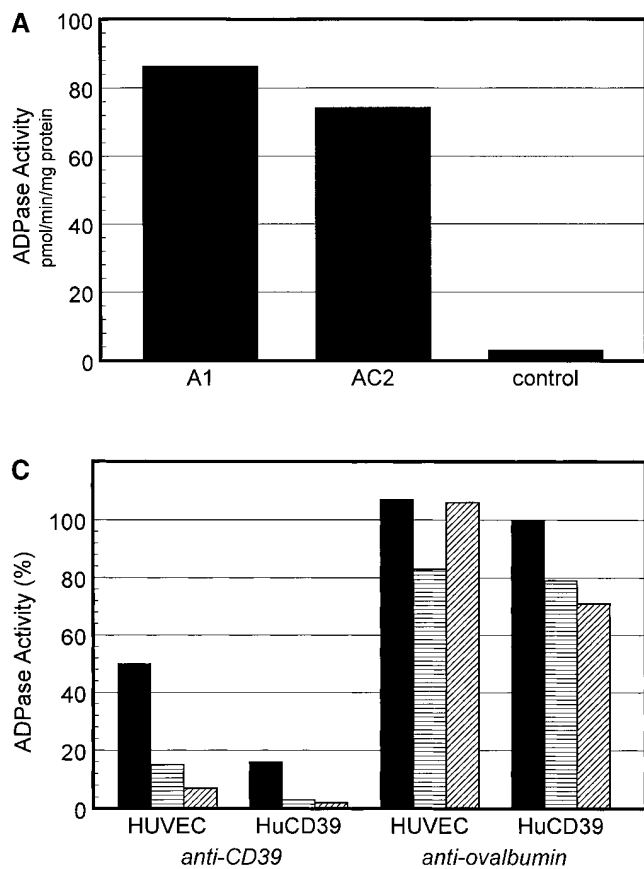 A
ADPase Activity
pmol/min/mg protein
100
80
60
40
20
0
A1 AC2 control
C
ADPase Activity (%)
100
80
60
40
20
0
HUVEC HuCD39 HUVEC HuCD39
anti-CD39 anti-ovalbumin